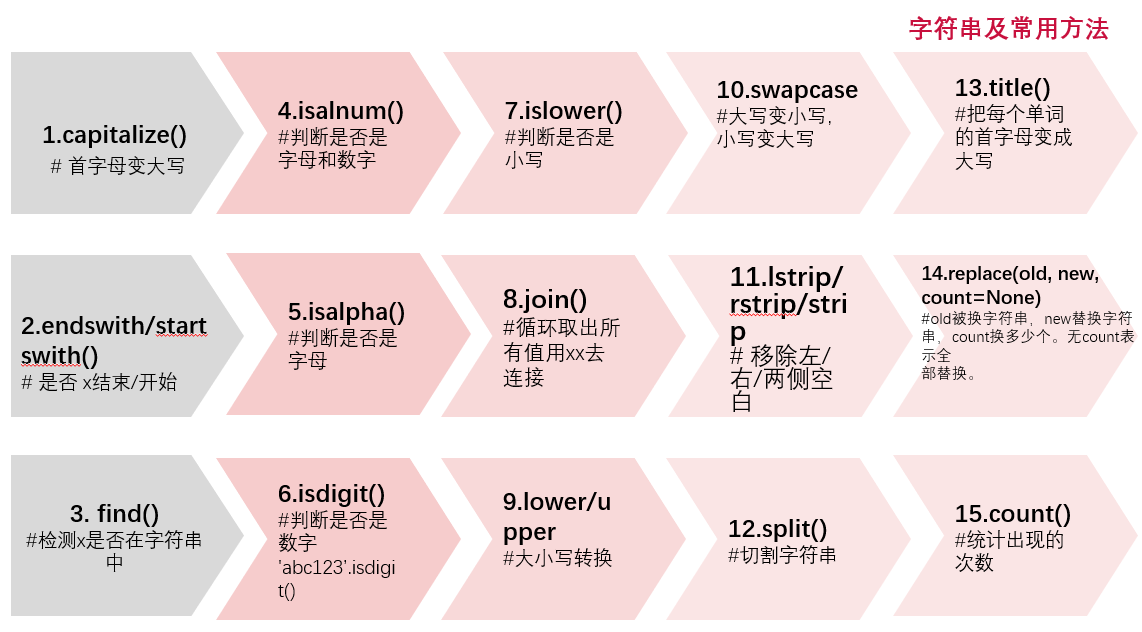 字符串及常用方法
1.capitalize()
# 首字母变大写
4.isalnum()
#判断是否是
字母和数字
7.islower()
#判断是否是
小写
10.swapcase
#大写变小写,
小写变大写
13.title()
#把每个单词
的首字母变成
大写
2.endswith/start
swith()
# 是否 x结束/开始
5.isalpha()
#判断是否是
字母
8.join()
#循环取出所
有值用xx去
连接
11.lstrip/
rstrip/stri
p
# 移除左/
右/两侧空
白
14.replace(old, new,
count=None)
#old被换字符串，new替换字符
串，count换多少个。无count表
示全
部替换。
3. find()
#检测x是否在字符串
中
6.isdigit()
#判断是否是
数字
'abc123'.isdigi
t()
9.lower/u
pper
#大小写转换
12.split()
#切割字符串
15.count()
#统计出现的
次数